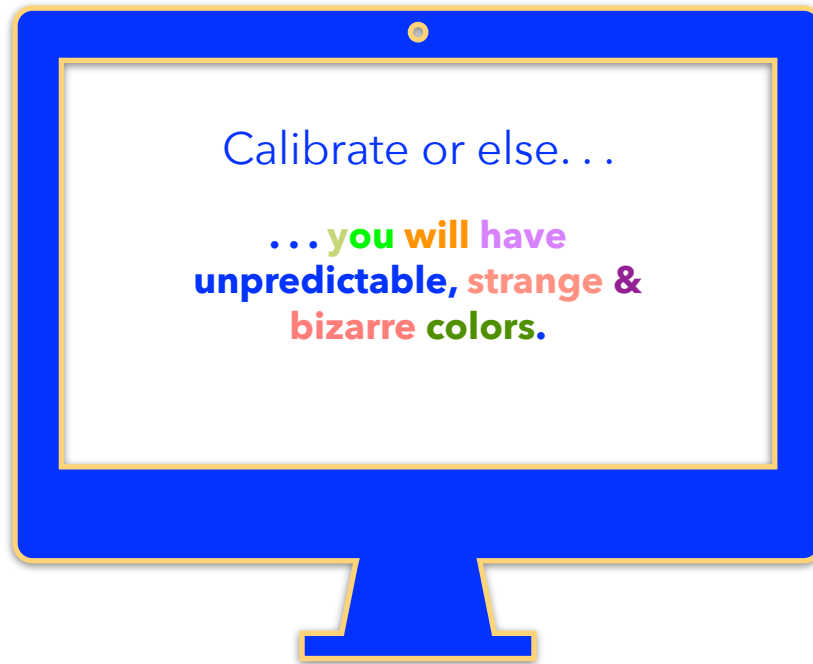 Calibrate or else. . .
. . . you will have
unpredictable, strange &
bizarre colors.